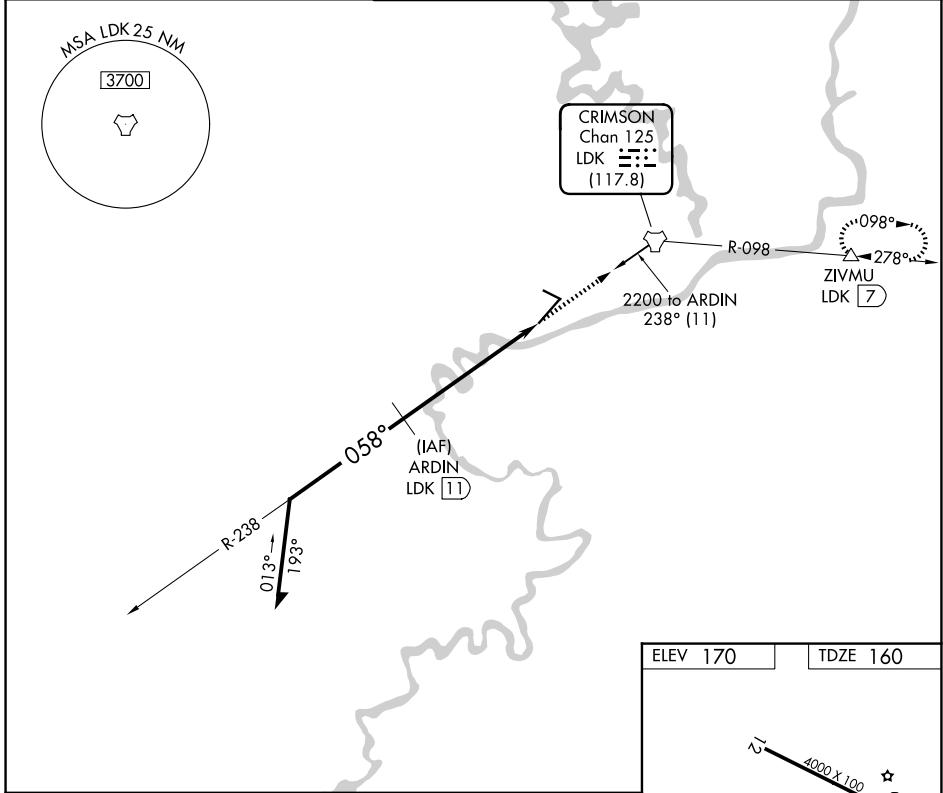 MSA LDK 25 NM
3700
CRIMSON
Chan 125
LDK
(117.8)
R-098
098°
278°
ZIVMU
LDK 7
2200 to ARDIN
238° (11)
058°
(IAF)
ARDIN
LDK 11
R-238
013°
193°
ELEV 170
TDZE 160
12
4000 X 100